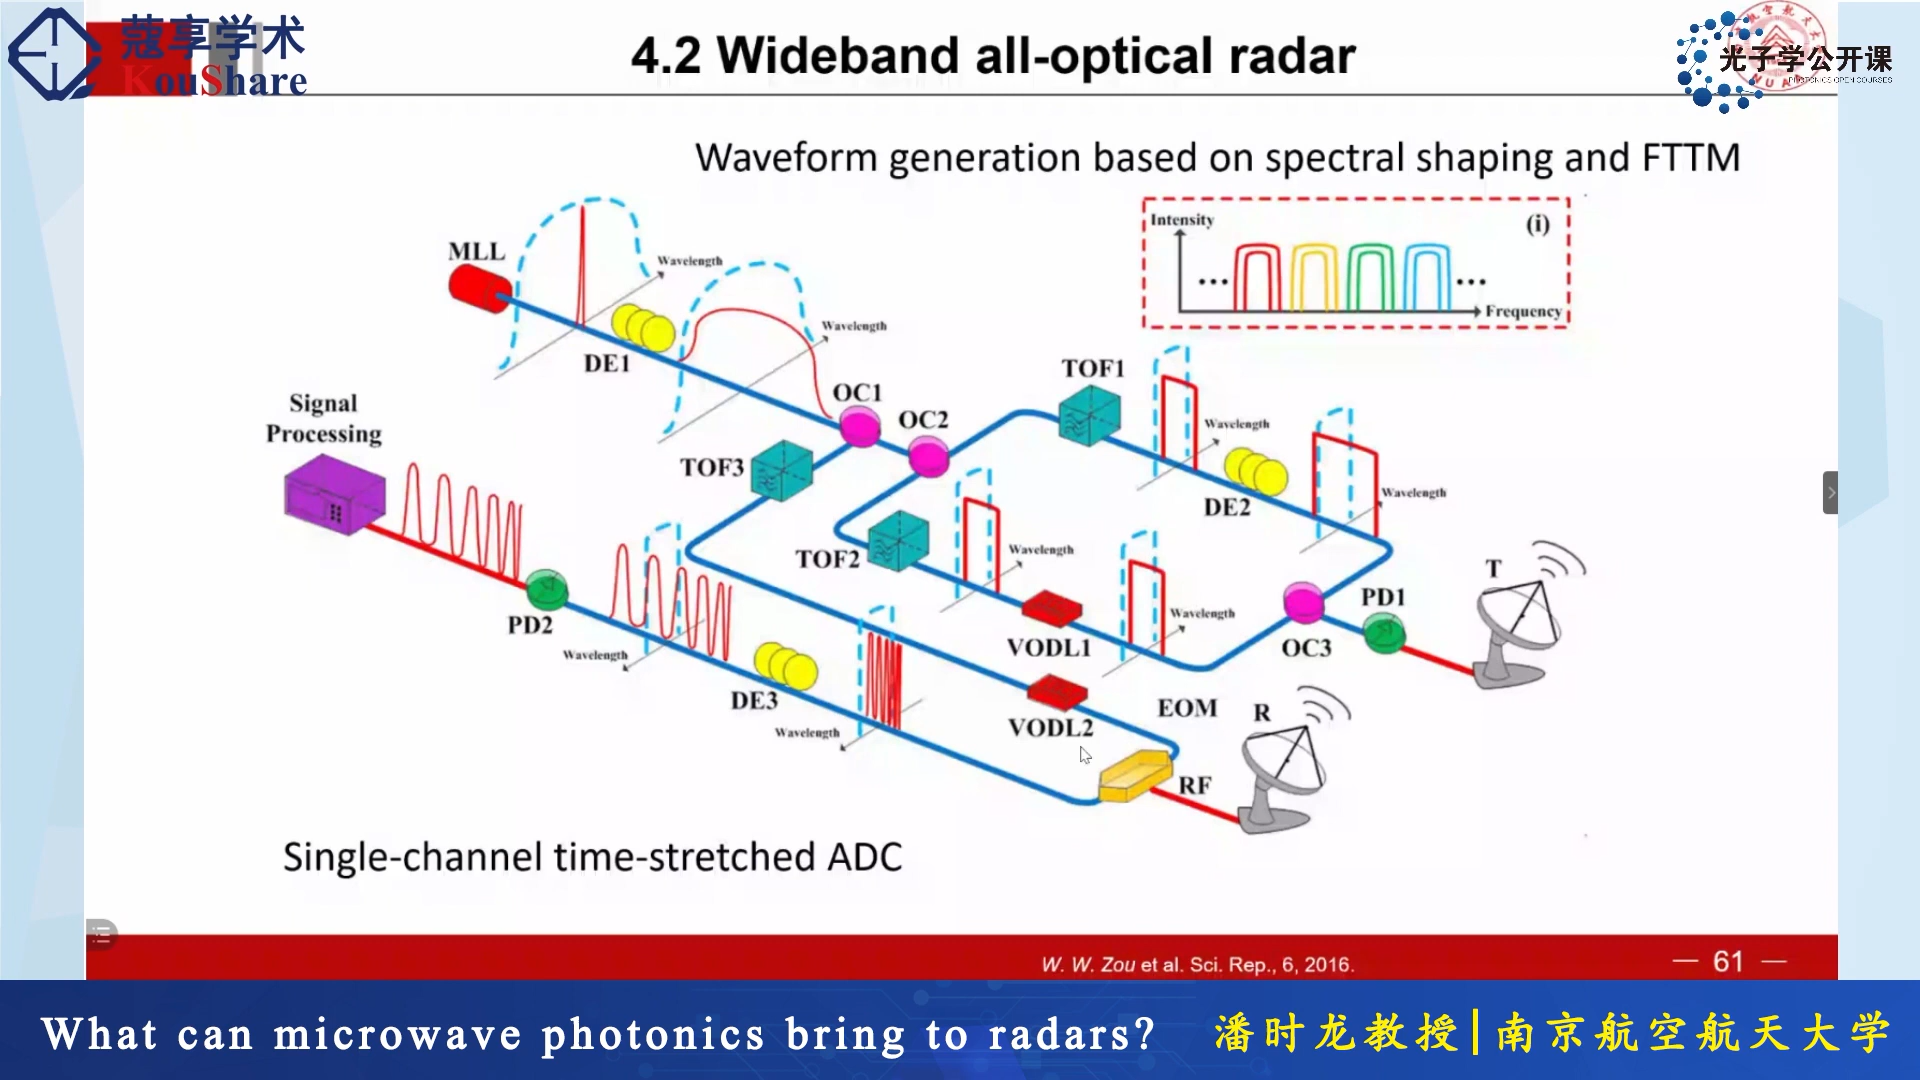 蔻享学术
KouShare
4.2 Wideband all-optical radar
光子学公开课
PHOTONICS OPEN COURSES
Waveform generation based on spectral shaping and FTTM
Intensity
(i)
... ...
Frequency
MLL
Wavelength
DE1
Wavelength
OC1
OC2
TOF1
Wavelength
DE2
Wavelength
Signal
Processing
TOF3
TOF2
Wavelength
VODL1
Wavelength
OC3
PD1
T
PD2
Wavelength
DE3
Wavelength
VODL2
EOM
R
RF
Single-channel time-stretched ADC
W. W. Zou et al. Sci. Rep., 6, 2016.
— 61 —
What can microwave photonics bring to radars?
潘时龙教授|南京航空航天大学